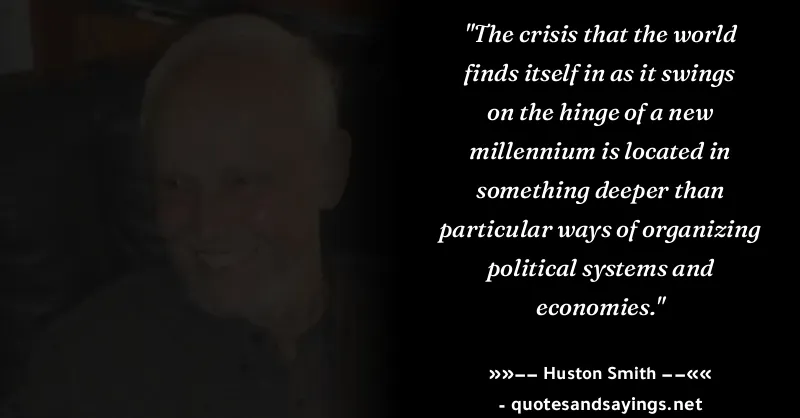 "The crisis that the world
finds itself in as it swings
on the hinge of a new
millennium is located in
something deeper than
particular ways of organizing
political systems and
economies."
»»–– Huston Smith ––««
- quotesandsayings.net